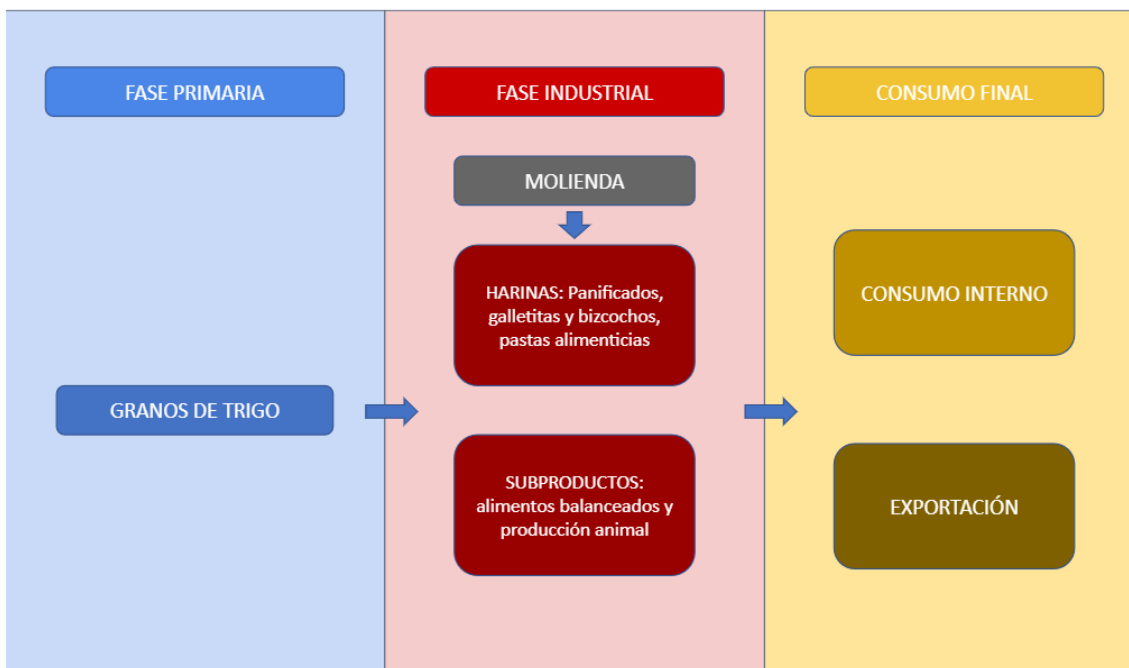 FASE PRIMARIA
GRANOS DE TRIGO
FASE INDUSTRIAL
MOLIENDA
HARINAS: Panificados,
galletitas y bizcochos,
pastas alimenticias
SUBPRODUCTOS:
alimentos balanceados y
producción animal
CONSUMO FINAL
CONSUMO INTERNO
EXPORTACIÓN